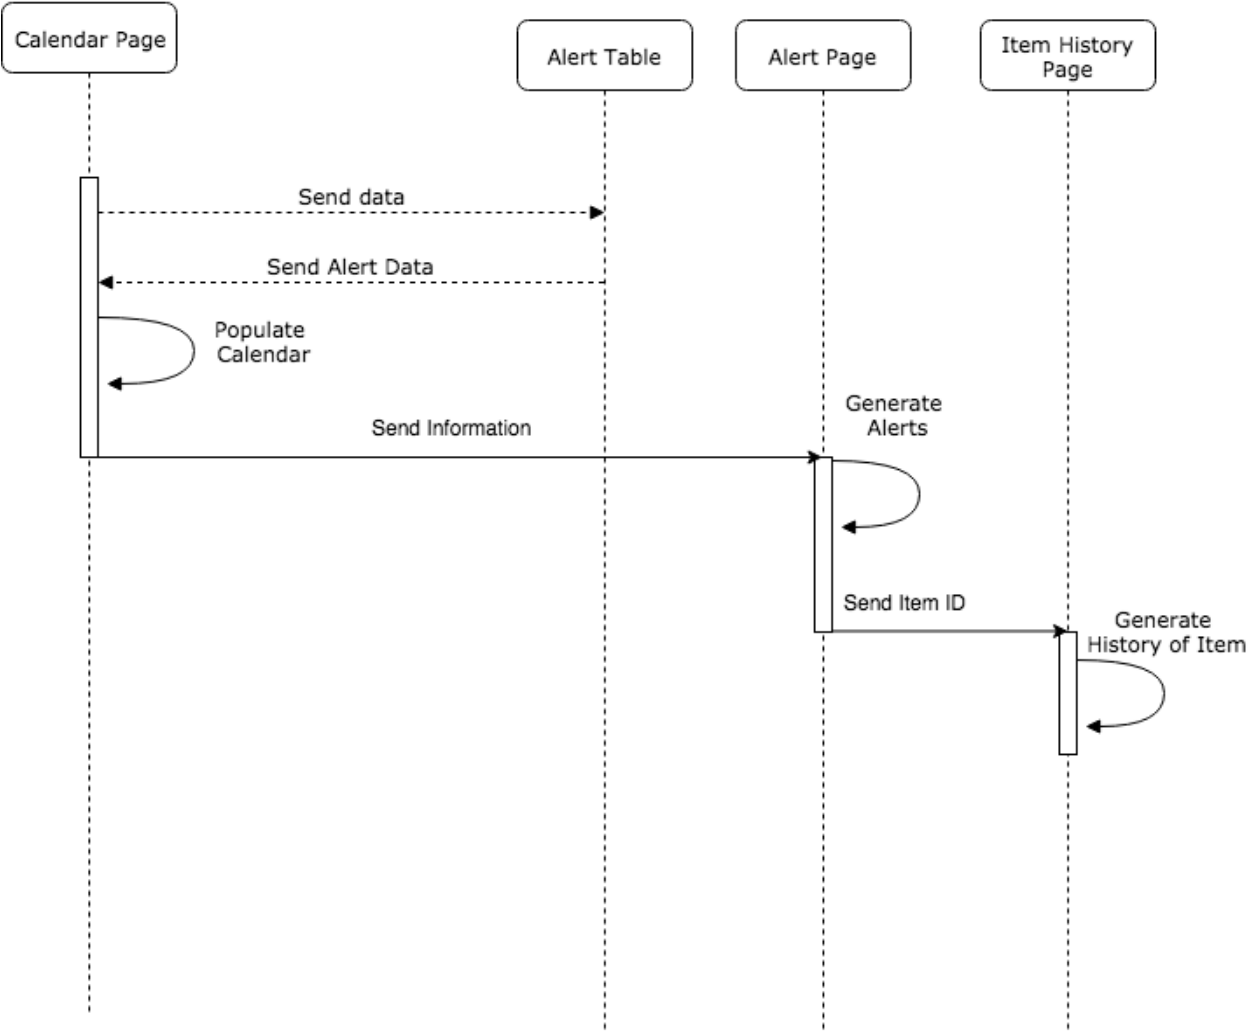 Calendar Page
Alert Table
Alert Page
Item History
Page
Send data
Send Alert Data
Populate
Calendar
Send Information
Generate
Alerts
Send Item ID
Generate
History of Item